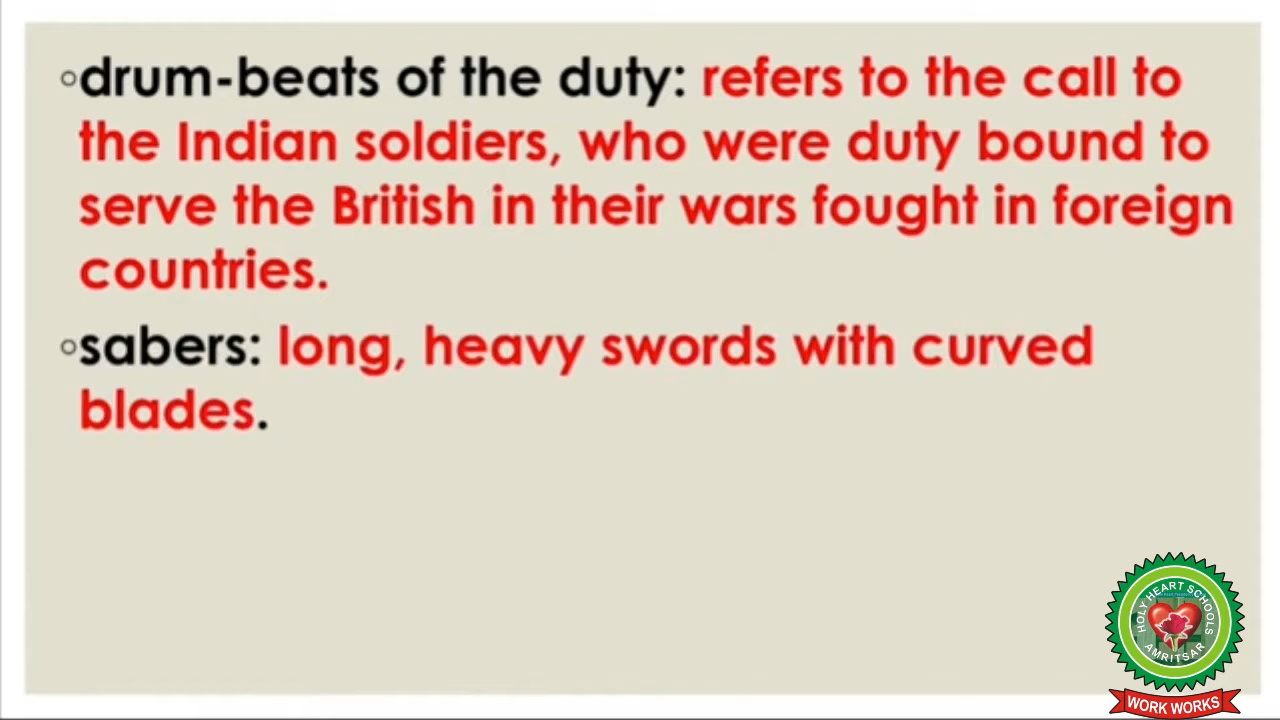 ◦drum-beats of the duty: refers to the call to
the Indian soldiers, who were duty bound to
serve the British in their wars fought in foreign
countries.
◦sabers: long, heavy swords with curved
blades.
HOLY HEART SCHOOLS
AMRITSAR
WORK WORKS